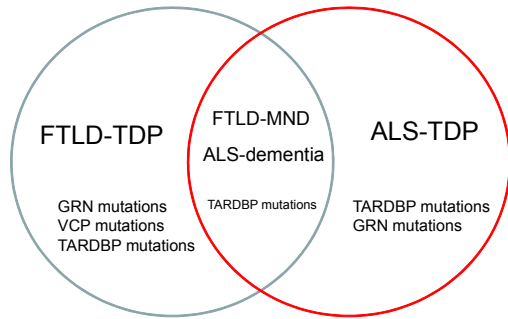 FTLD-TDP
GRN mutations
VCP mutations
TARDBP mutations
FTLD-MND
ALS-dementia
TARDBP mutations
ALS-TDP
TARDBP mutations
GRN mutations